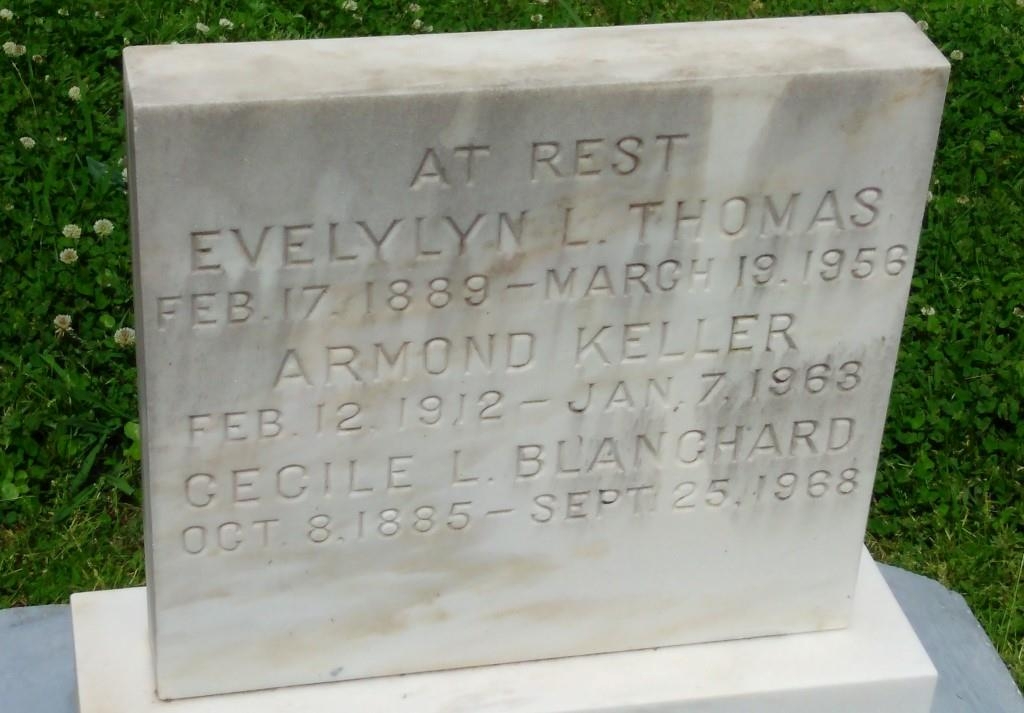 AT REST
EVELYLYN L. THOMAS
FEB. 17, 1889 – MARCH 19, 1956
ARMOND KELLER
FEB. 12, 1912 – JAN. 7, 1963
CECILE L. BLANCHARD
OCT. 8, 1885 – SEPT. 25, 1968